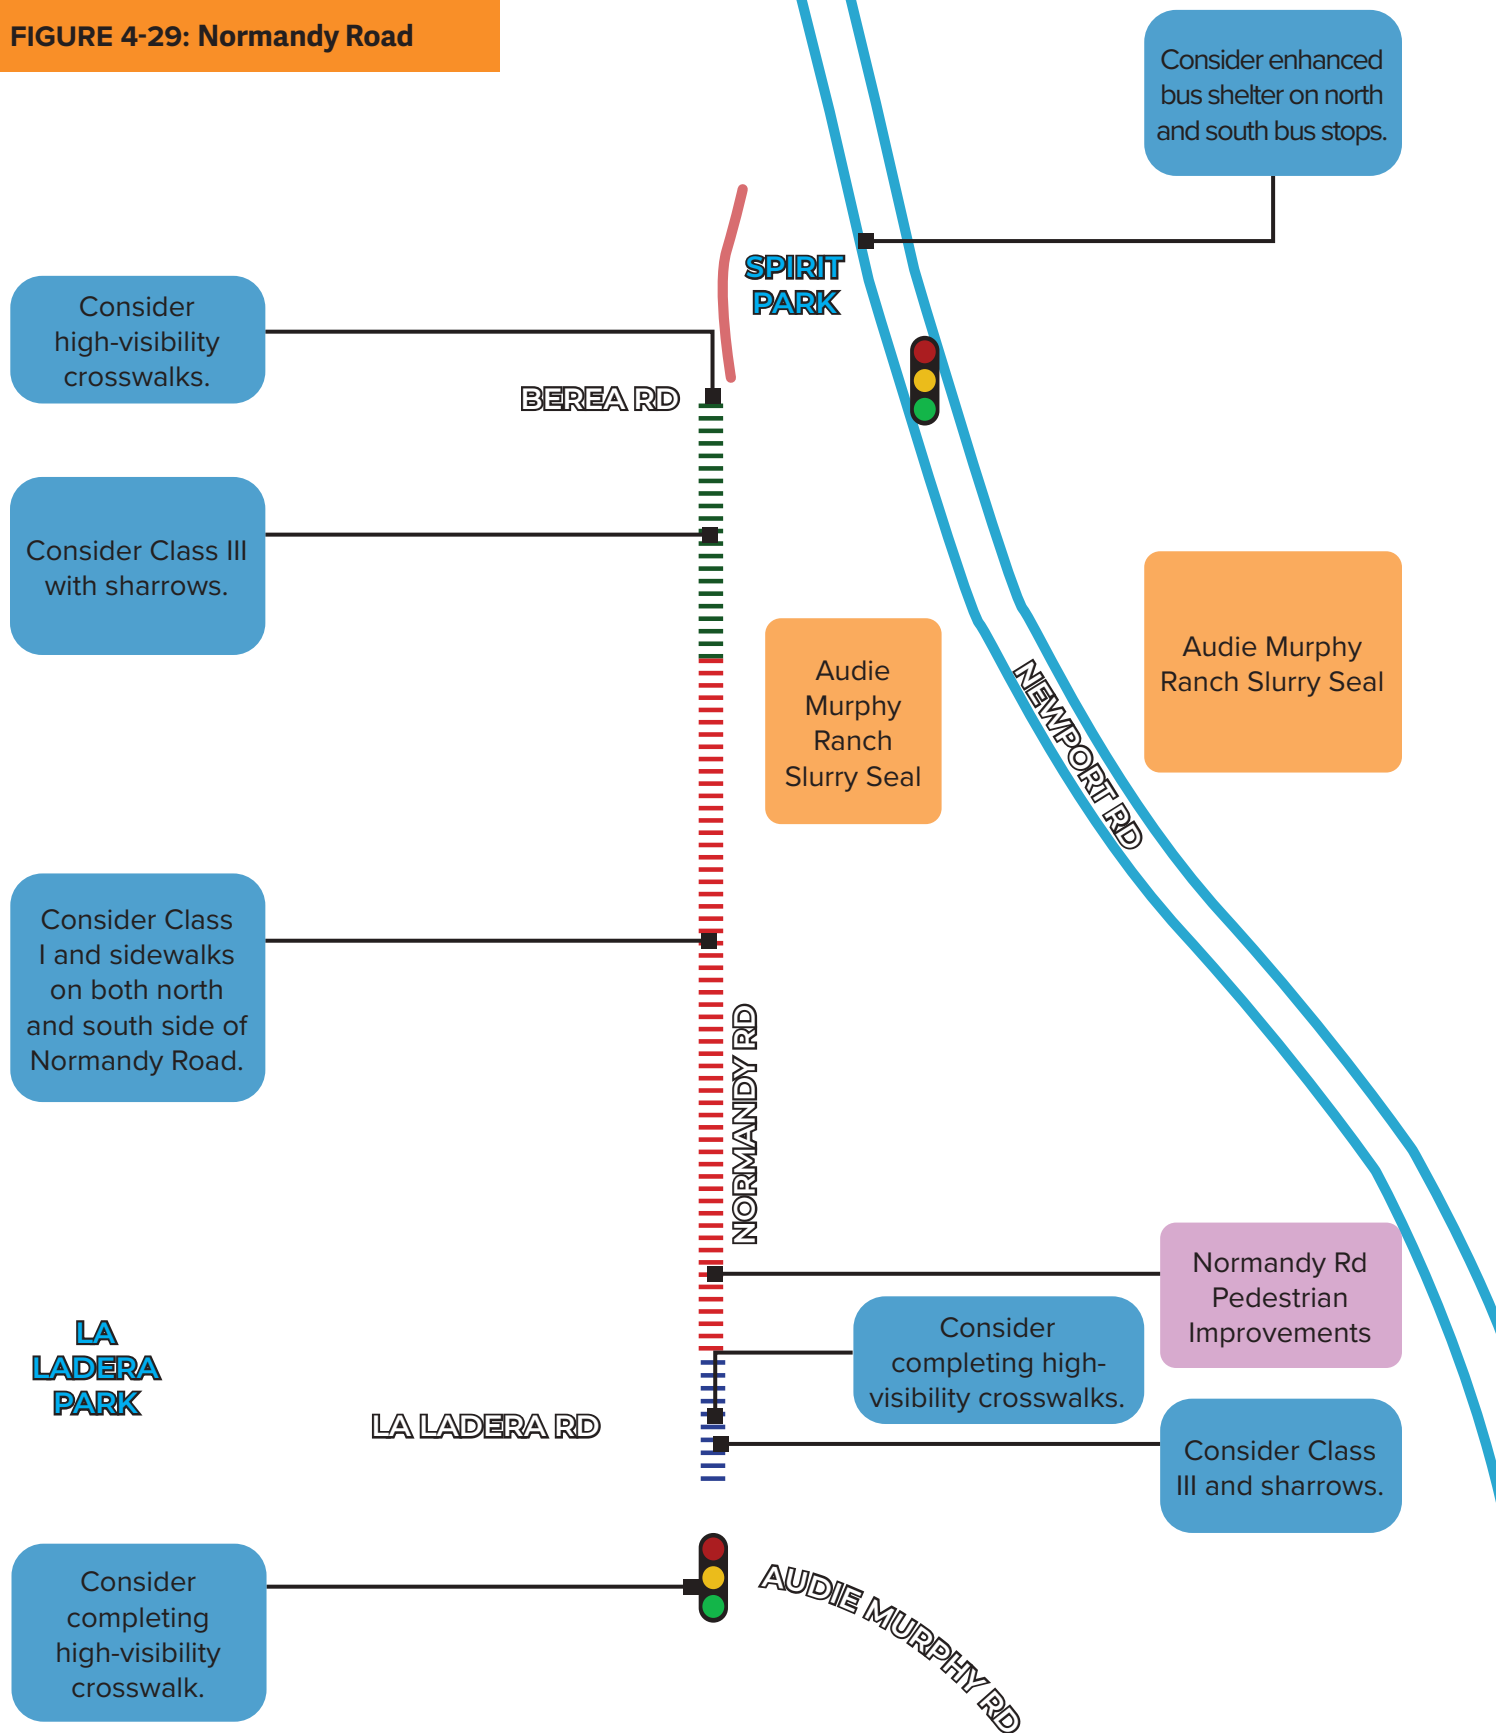 FIGURE 4-29: Normandy Road
Consider enhanced
bus shelter on north
and south bus stops.
SPIRIT
PARK
Consider
high-visibility
crosswalks.
BEREA RD
Consider Class III
with sharrows.
Audie
Murphy
Ranch
Slurry Seal
Audie Murphy
Ranch Slurry Seal
NEWPORT RD
Consider Class
I and sidewalks
on both north
and south side of
Normandy Road.
NORMANDY RD
Normandy Rd
Pedestrian
Improvements
Consider
completing high-
visibility crosswalks.
LA
LADERA
PARK
LA LADERA RD
Consider Class
III and sharrows.
Consider
completing
high-visibility
crosswalk.
AUDIE MURPHY RD